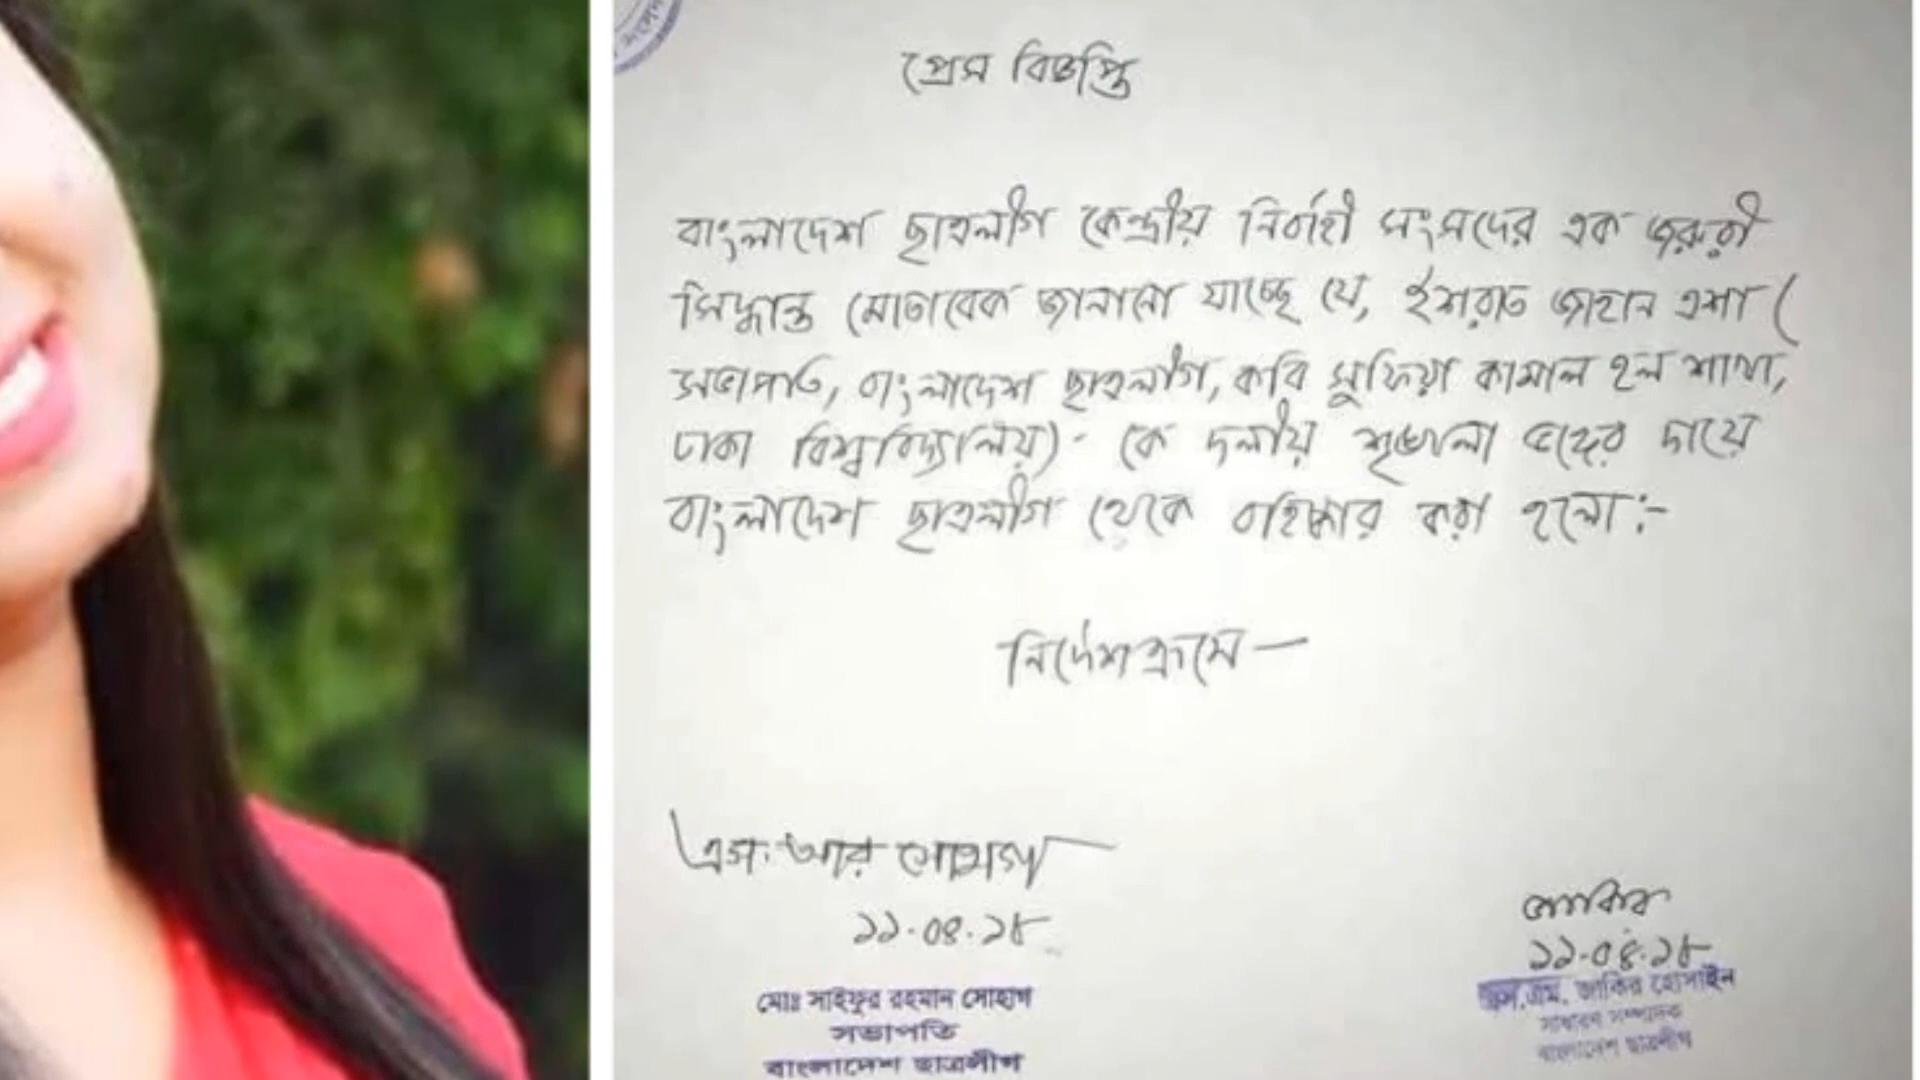 প্রেস বিজ্ঞপ্তি
বাংলাদেশ ছাত্রলীগ কেন্দ্রীয় নির্বাহী সংসদের এক জরুরী
সিদ্ধান্ত মোতাবেক জানানো যাচ্ছে যে, ইশরাত জাহান এশা (
সভাপতি, বাংলাদেশ ছাত্রলীগ, কবি সুফিয়া কামাল হল শাখা,
ঢাকা বিশ্ববিদ্যালয়)- কে দলীয় শৃঙ্খলা ভঙ্গের দায়ে
বাংলাদেশ ছাত্রলীগ থেকে বহিষ্কার করা হলো:-
নির্দেশক্রমে—
এস. আর সোহাগ
১১.০৪.১৮
মোঃ সাইফুর রহমান সোহাগ
সভাপতি
বাংলাদেশ ছাত্রলীগ
জাকির
১১.০৪.১৮
এস.এম. জাকির হোসাইন
সাধারণ সম্পাদক
বাংলাদেশ ছাত্রলীগ